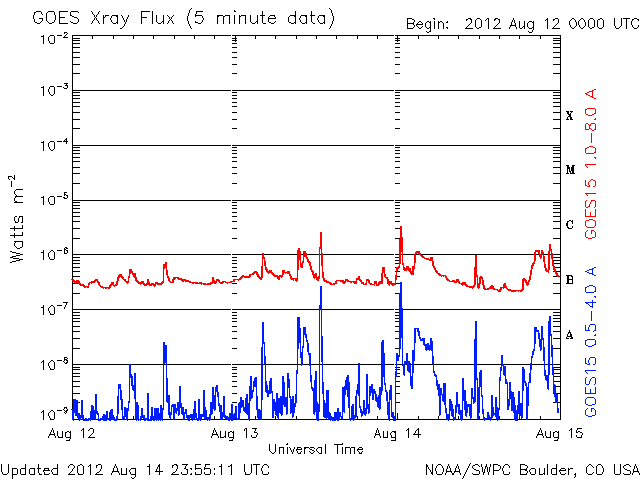 GOES Xray Flux (5 minute data)
Begin: 2012 Aug 12 0000 UTC
10⁻²
10⁻³
10⁻⁴
10⁻⁵
10⁻⁶
10⁻⁷
10⁻⁸
10⁻⁹
Watts m⁻²
X
M
C
B
A
GOES15 1.0-8.0 A
GOES15 0.5-4.0 A
Aug 12
Aug 13
Aug 14
Aug 15
Universal Time
Updated 2012 Aug 14 23:55:11 UTC
NOAA/SWPC Boulder, CO USA